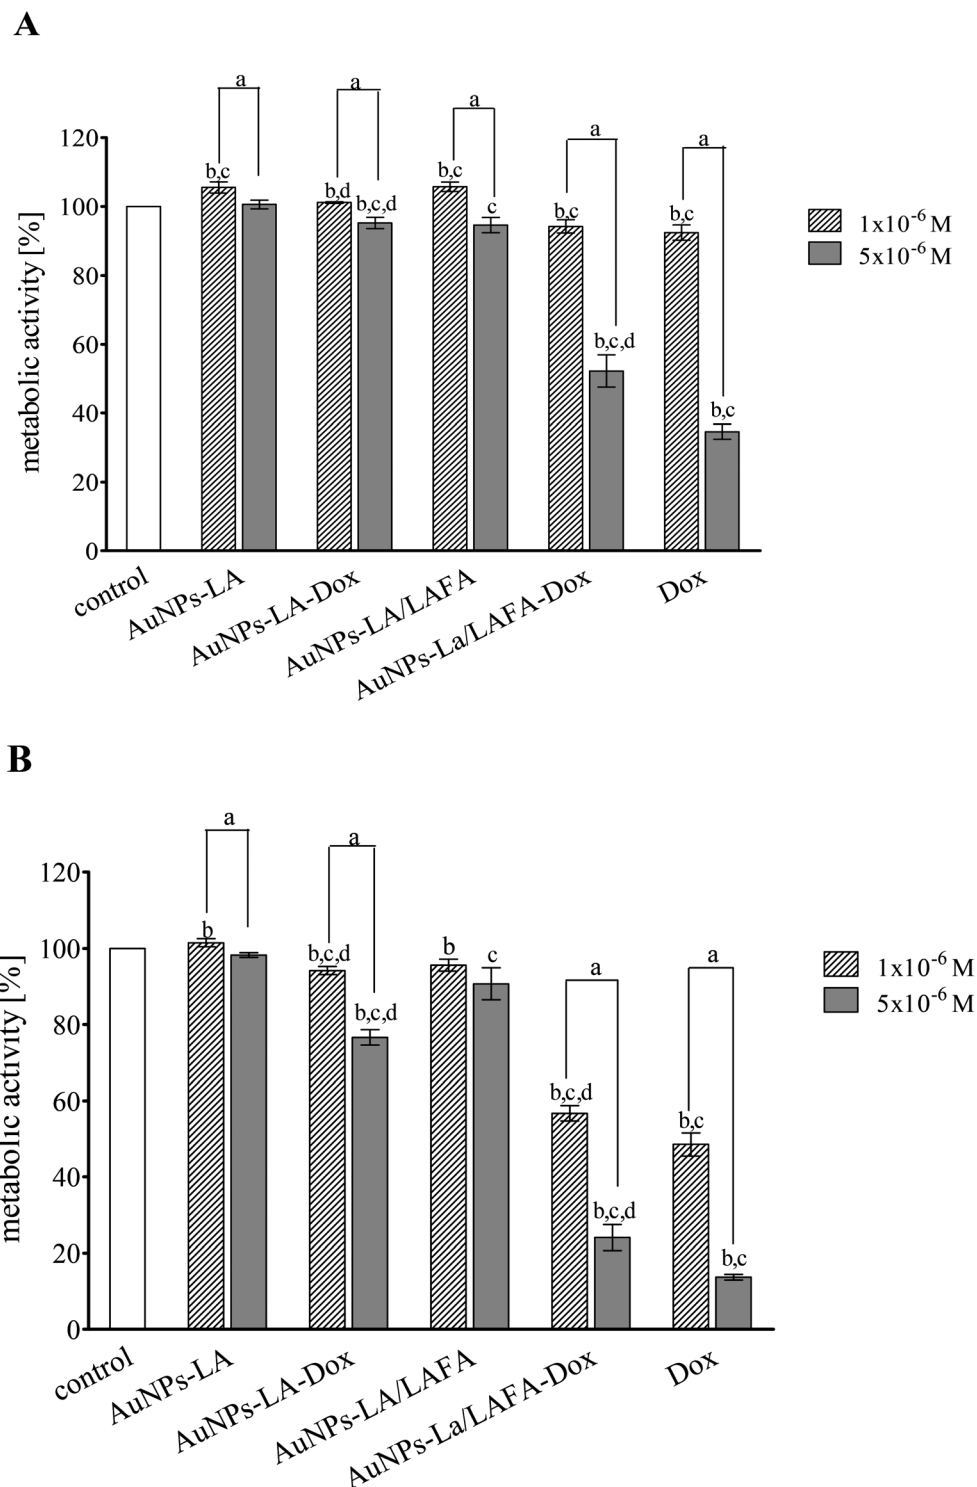 A
a a a a a
120
100
80
60
40
20
0
metabolic activity [%]
b,c b,d b,c,d b,c c b,c b,c,d b,c b,c
1x10⁻⁶ M
5x10⁻⁶ M
control AuNPs-LA AuNPs-LA-Dox AuNPs-LA/LAFA AuNPs-La/LAFA-Dox Dox
B
a a a a
120
100
80
60
40
20
0
metabolic activity [%]
b b,c,d b,c,d b c b,c,d b,c,d b,c b,c
1x10⁻⁶ M
5x10⁻⁶ M
control AuNPs-LA AuNPs-LA-Dox AuNPs-LA/LAFA AuNPs-La/LAFA-Dox Dox